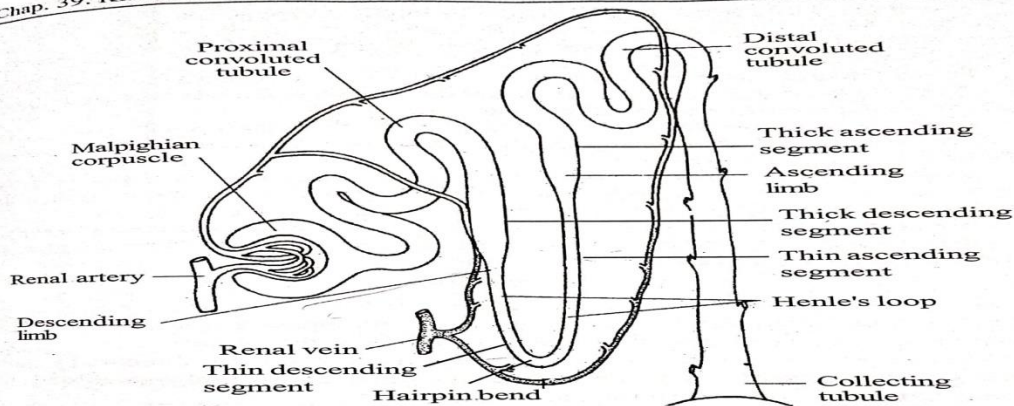 Chap. 39:
Proximal
convoluted
tubule
Distal
convoluted
tubule
Malpighian
corpuscle
Thick ascending
segment
Ascending
limb
Thick descending
segment
Thin ascending
segment
Renal artery
Henle's loop
Descending
limb
Renal vein
Thin descending
segment
Hairpin.bend
Collecting
tubule